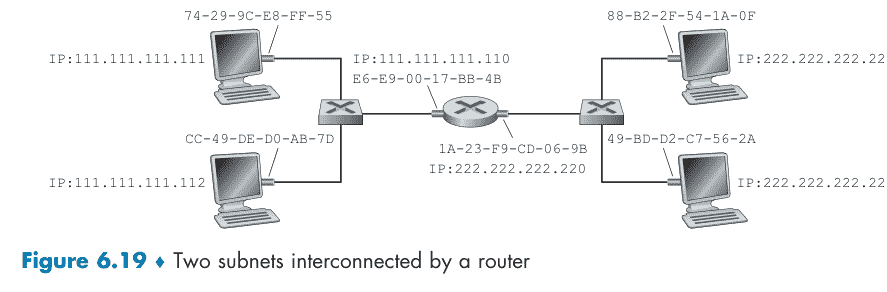 74-29-9C-E8-FF-55
88-B2-2F-54-1A-0F
IP:111.111.111.111
IP:111.111.111.110
IP:222.222.222.22
E6-E9-00-17-BB-4B
CC-49-DE-D0-AB-7D
1A-23-F9-CD-06-9B
49-BD-D2-C7-56-2A
IP:222.222.222.220
IP:111.111.111.112
IP:222.222.222.22
Figure 6.19 ♦ Two subnets interconnected by a router